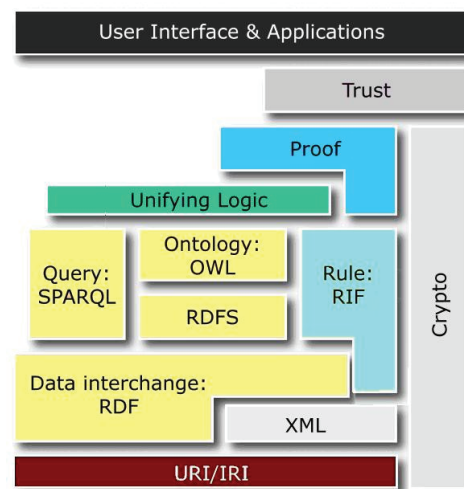 User Interface & Applications
Trust
Proof
Unifying Logic
Query:
SPARQL
Ontology:
OWL
RDFS
Rule:
RIF
Crypto
Data interchange:
RDF
XML
URI/IRI